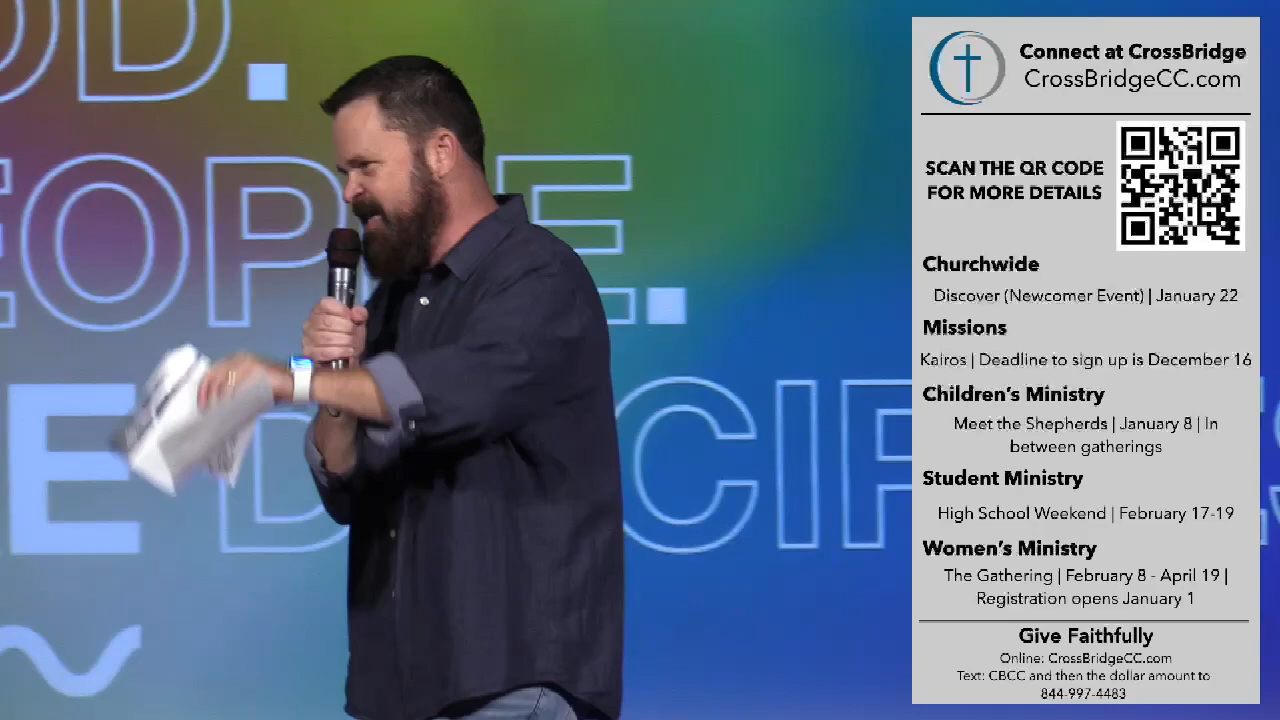 OD.
EOPLE.
E DISCIPLES
Connect at CrossBridge
CrossBridgeCC.com
SCAN THE QR CODE
FOR MORE DETAILS
Churchwide
Discover (Newcomer Event) | January 22
Missions
Kairos | Deadline to sign up is December 16
Children's Ministry
Meet the Shepherds | January 8 | In
between gatherings
Student Ministry
High School Weekend | February 17-19
Women's Ministry
The Gathering | February 8 - April 19 |
Registration opens January 1
Give Faithfully
Online: CrossBridgeCC.com
Text: CBCC and then the dollar amount to
844-997-4483